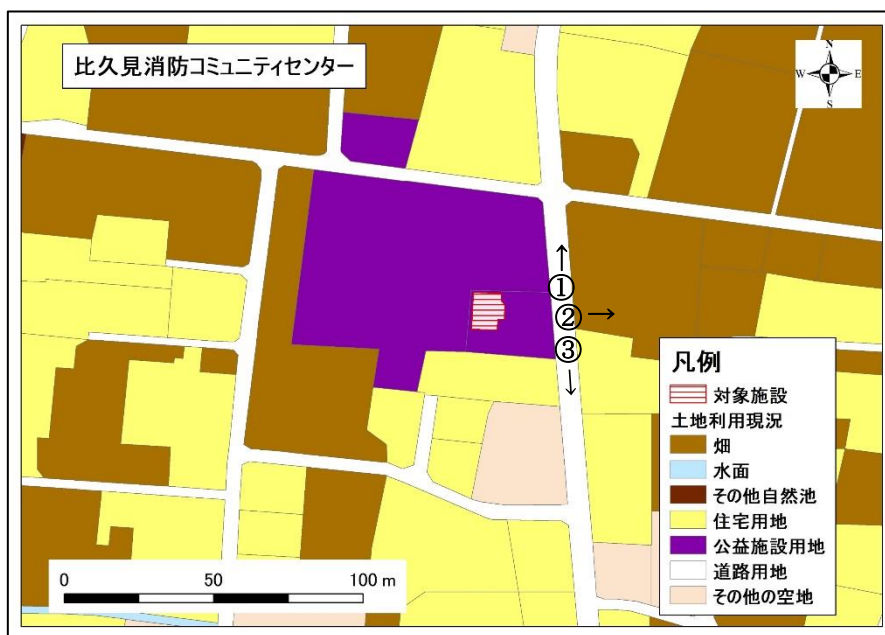 比久見消防コミュニティセンター
N
W E
S
↑
①
② →
③
↓
凡例
対象施設
土地利用現況
畑
水面
その他自然池
住宅用地
公益施設用地
道路用地
その他の空地
0 50 100 m